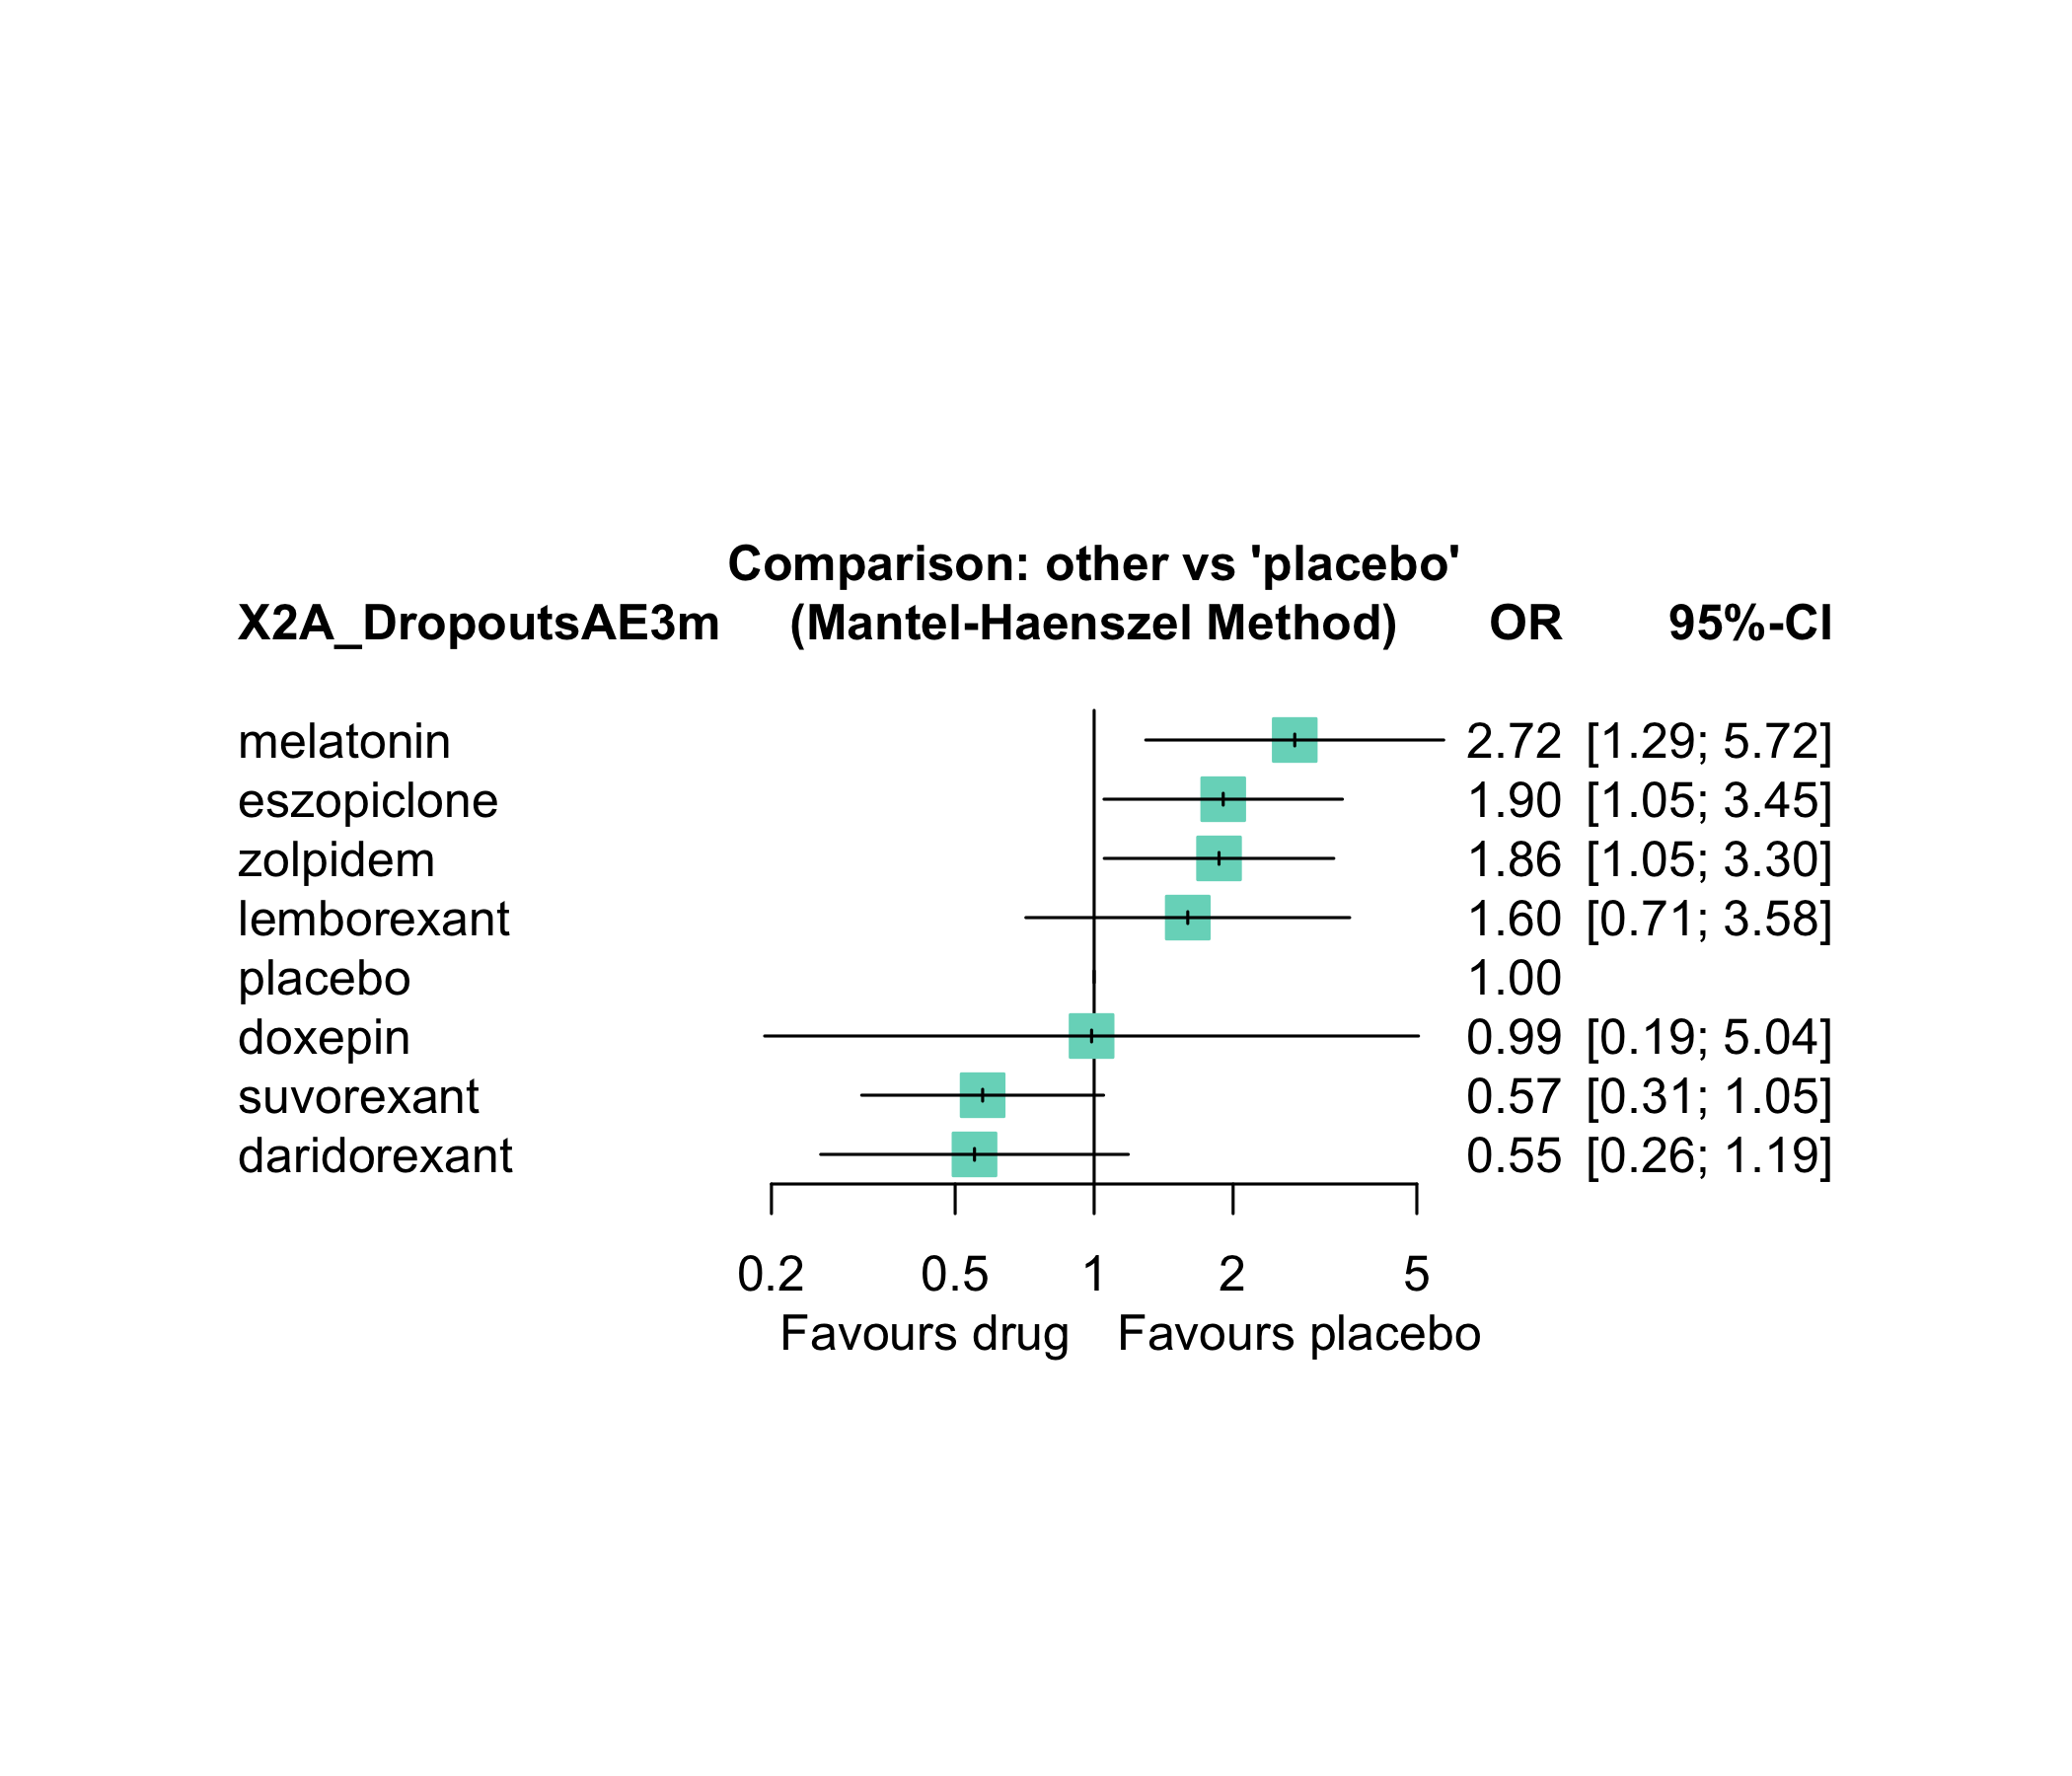 Comparison: other vs 'placebo'
X2A_DropoutsAE3m (Mantel-Haenszel Method) OR 95%-CI
melatonin 2.72 [1.29; 5.72]
eszopiclone 1.90 [1.05; 3.45]
zolpidem 1.86 [1.05; 3.30]
lemborexant 1.60 [0.71; 3.58]
placebo 1.00
doxepin 0.99 [0.19; 5.04]
suvorexant 0.57 [0.31; 1.05]
daridorexant 0.55 [0.26; 1.19]
0.2 0.5 1 2 5
Favours drug Favours placebo